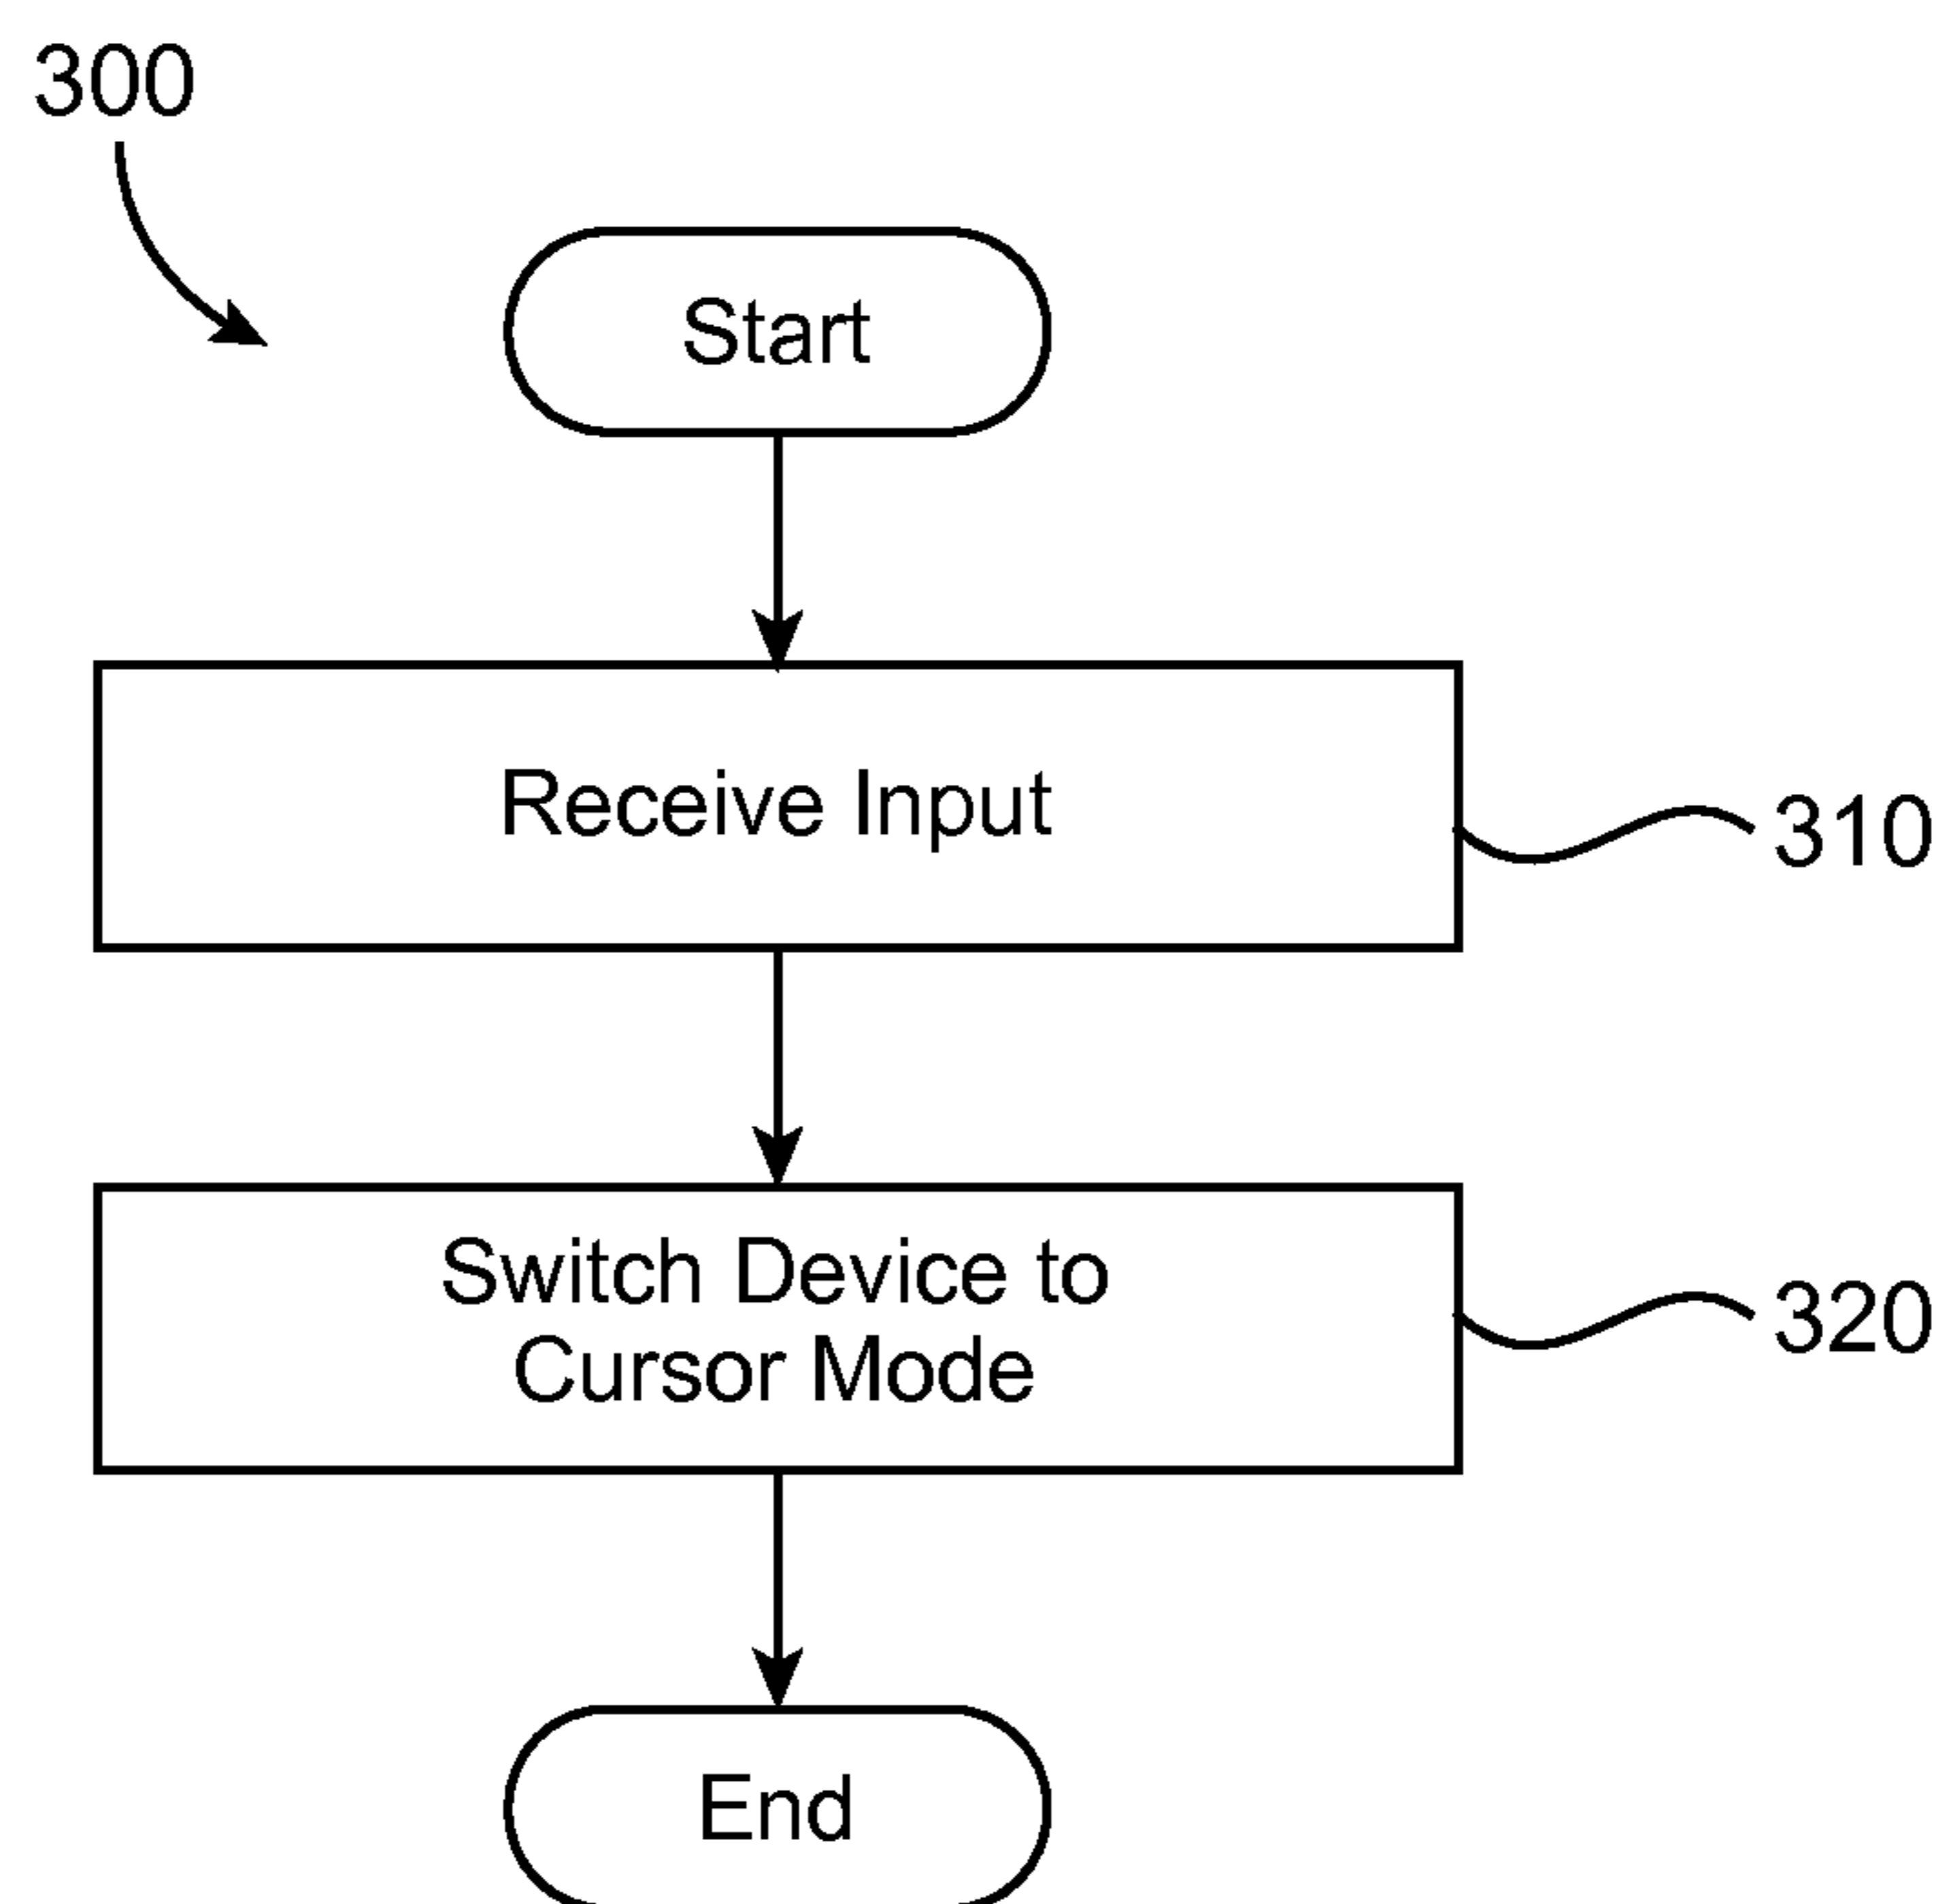 300
Start
Receive Input
310
Switch Device to
Cursor Mode
320
End